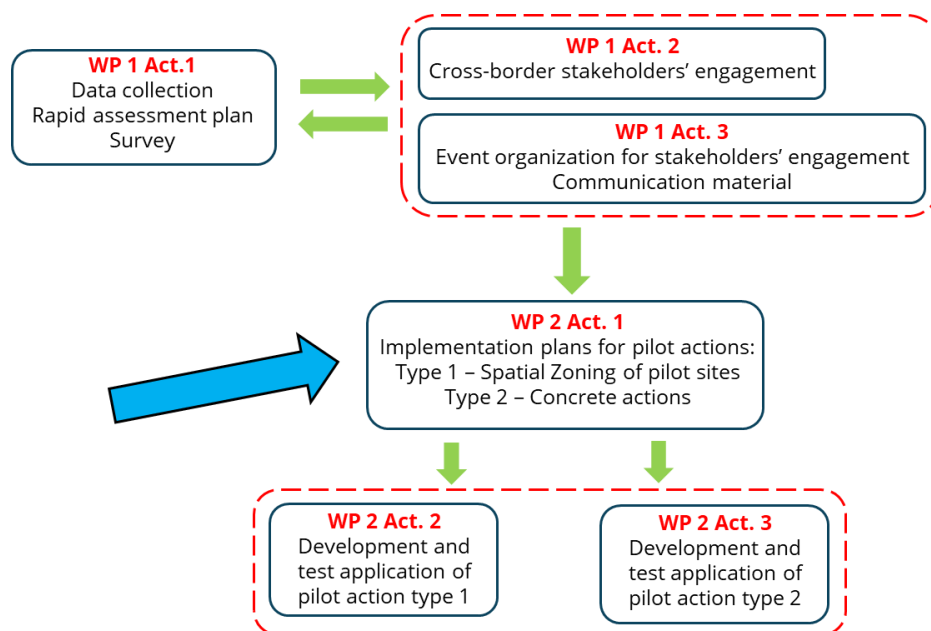 WP 1 Act.1
Data collection
Rapid assessment plan
Survey
WP 1 Act. 2
Cross-border stakeholders’ engagement
WP 1 Act. 3
Event organization for stakeholders’ engagement
Communication material
WP 2 Act. 1
Implementation plans for pilot actions:
Type 1 – Spatial Zoning of pilot sites
Type 2 – Concrete actions
WP 2 Act. 2
Development and
test application of
pilot action type 1
WP 2 Act. 3
Development and
test application of
pilot action type 2